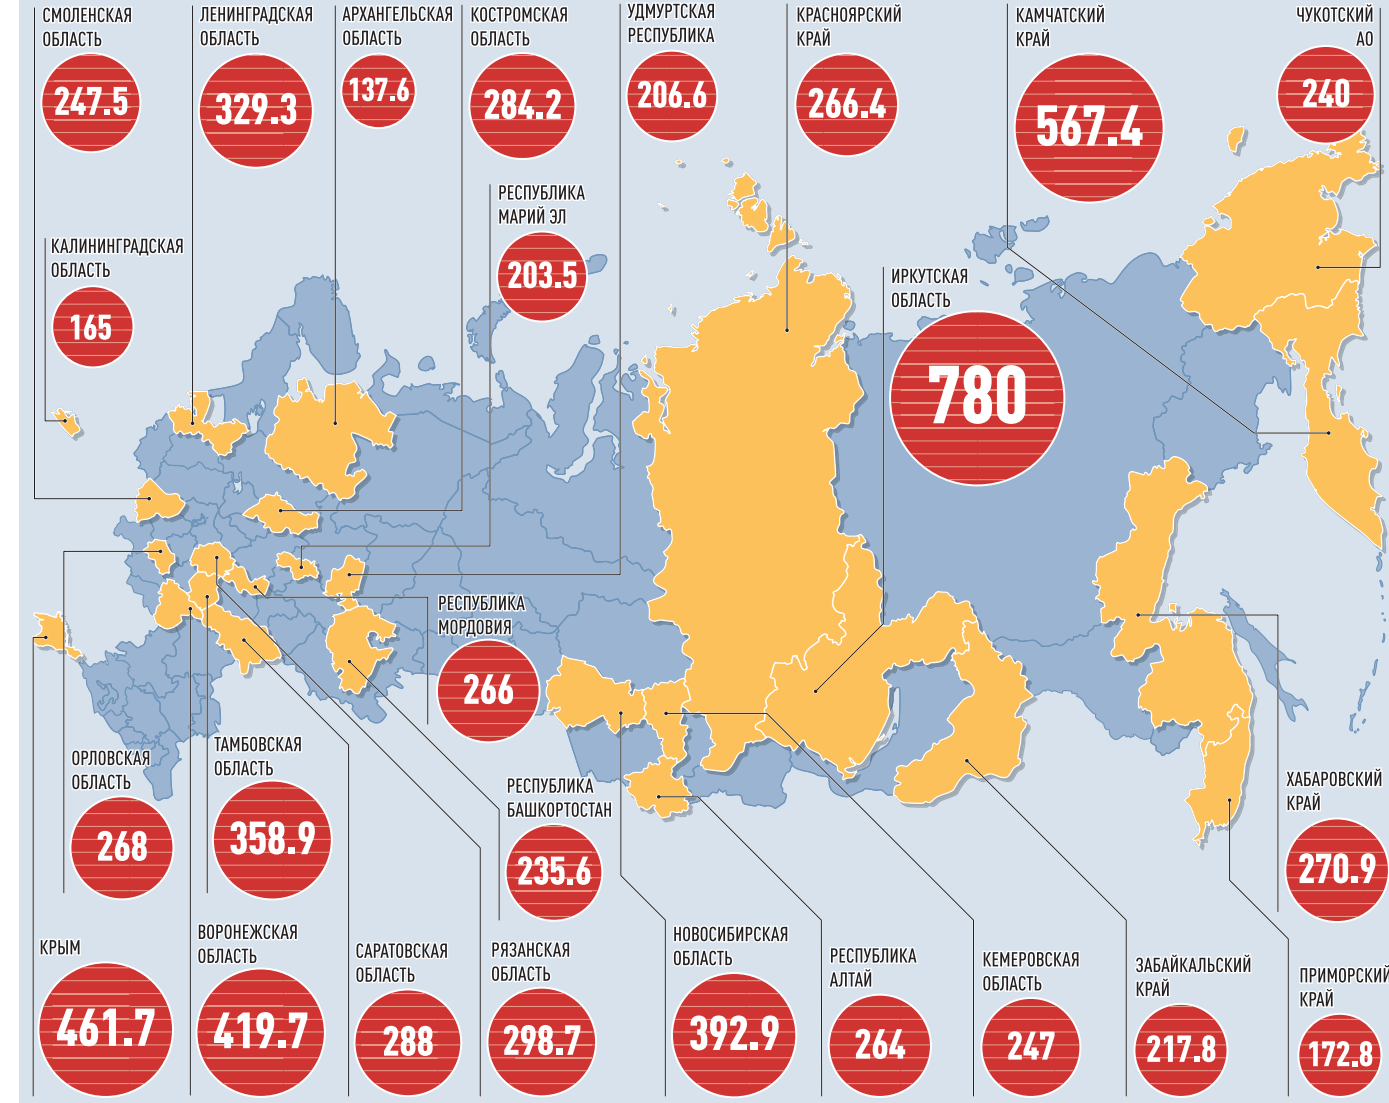 СМОЛЕНСКАЯ
ОБЛАСТЬ
247.5
ЛЕНИНГРАДСКАЯ
ОБЛАСТЬ
329.3
АРХАНГЕЛЬСКАЯ
ОБЛАСТЬ
137.6
КОСТРОМСКАЯ
ОБЛАСТЬ
284.2
УДМУРТСКАЯ
РЕСПУБЛИКА
206.6
КРАСНОЯРСКИЙ
КРАЙ
266.4
КАМЧАТСКИЙ
КРАЙ
567.4
ЧУКОТСКИЙ
АО
240
КАЛИНИНГРАДСКАЯ
ОБЛАСТЬ
165
РЕСПУБЛИКА
МАРИЙ ЭЛ
203.5
ИРКУТСКАЯ
ОБЛАСТЬ
780
РЕСПУБЛИКА
МОРДОВИЯ
266
ОРЛОВСКАЯ
ОБЛАСТЬ
268
ТАМБОВСКАЯ
ОБЛАСТЬ
358.9
РЕСПУБЛИКА
БАШКОРТОСТАН
235.6
ХАБАРОВСКИЙ
КРАЙ
270.9
КРЫМ
461.7
ВОРОНЕЖСКАЯ
ОБЛАСТЬ
419.7
САРАТОВСКАЯ
ОБЛАСТЬ
288
РЯЗАНСКАЯ
ОБЛАСТЬ
298.7
НОВОСИБИРСКАЯ
ОБЛАСТЬ
392.9
РЕСПУБЛИКА
АЛТАЙ
264
КЕМЕРОВСКАЯ
ОБЛАСТЬ
247
ЗАБАЙКАЛЬСКИЙ
КРАЙ
217.8
ПРИМОРСКИЙ
КРАЙ
172.8